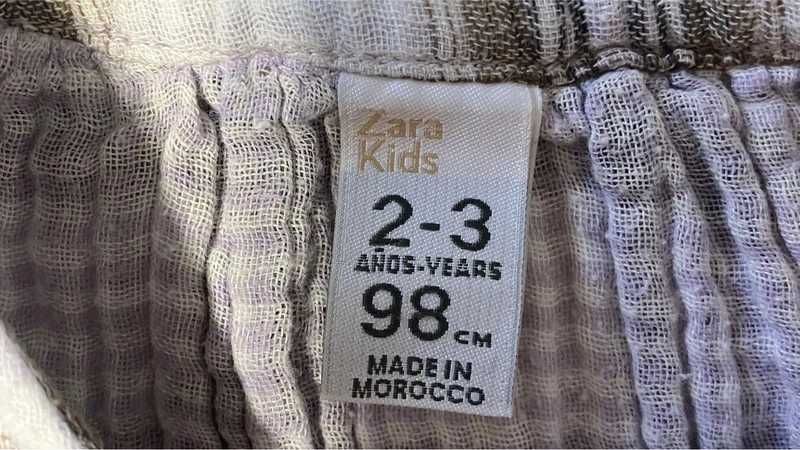 Zara
Kids
2-3
AÑOS-YEARS
98 CM
MADE IN
MOROCCO